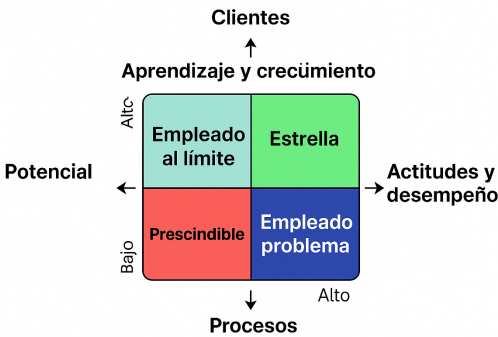 Clientes
Aprendizaje y crecümiento
Alto
Empleado
al límite
Estrella
Potencial
Actitudes y
desempeño
Prescindible
Empleado
problema
Bajo
Alto
Procesos